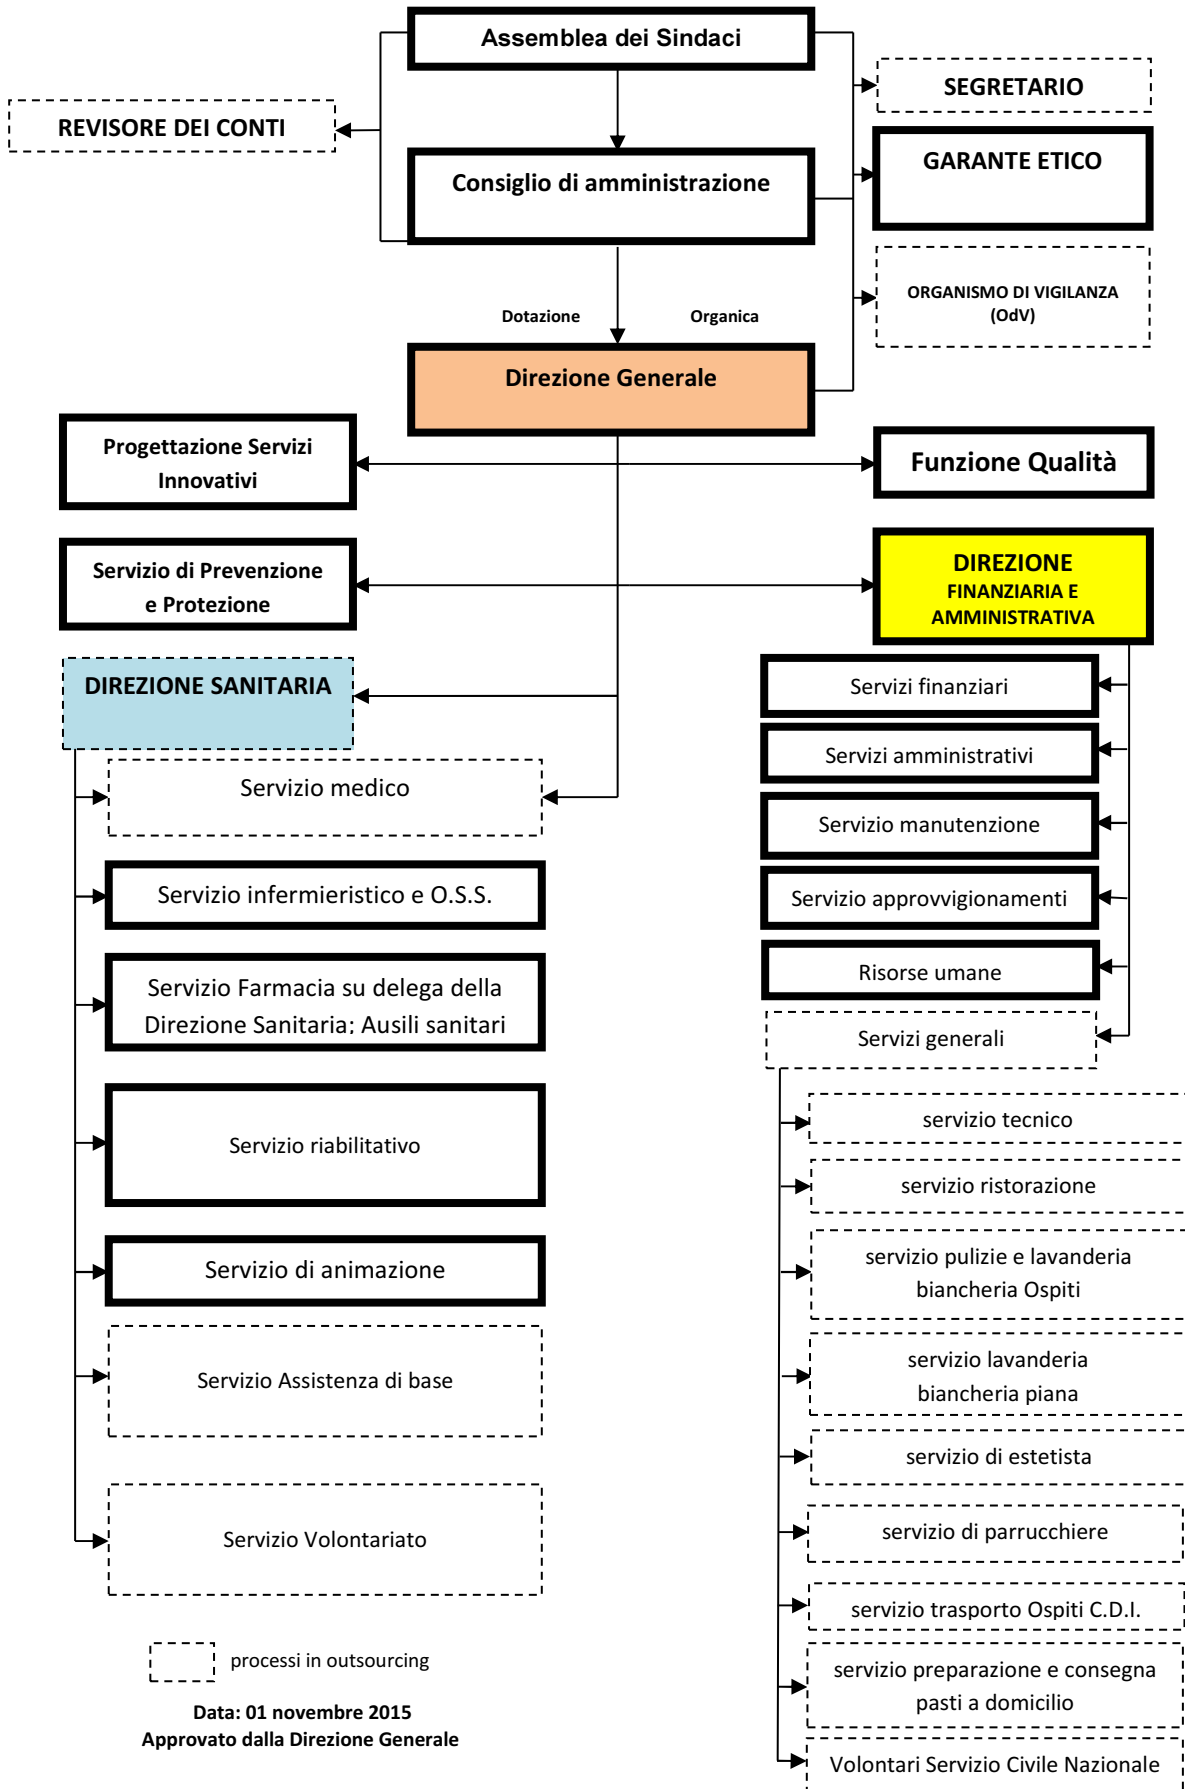 Assemblea dei Sindaci
SEGRETARIO
REVISORE DEI CONTI
GARANTE ETICO
Consiglio di amministrazione
ORGANISMO DI VIGILANZA
(OdV)
Dotazione Organica
Direzione Generale
Progettazione Servizi
Innovativi
Funzione Qualità
Servizio di Prevenzione
e Protezione
DIREZIONE
FINANZIARIA E
AMMINISTRATIVA
DIREZIONE SANITARIA
Servizio medico
Servizio infermieristico e O.S.S.
Servizio Farmacia su delega della
Direzione Sanitaria; Ausili sanitari
Servizio riabilitativo
Servizio di animazione
Servizio Assistenza di base
Servizio Volontariato
Servizi finanziari
Servizi amministrativi
Servizio manutenzione
Servizio approvvigionamenti
Risorse umane
Servizi generali
servizio tecnico
servizio ristorazione
servizio pulizie e lavanderia
biancheria Ospiti
servizio lavanderia
biancheria piana
servizio di estetista
servizio di parrucchiere
servizio trasporto Ospiti C.D.I.
servizio preparazione e consegna
pasti a domicilio
Volontari Servizio Civile Nazionale
processi in outsourcing
Data: 01 novembre 2015
Approvato dalla Direzione Generale